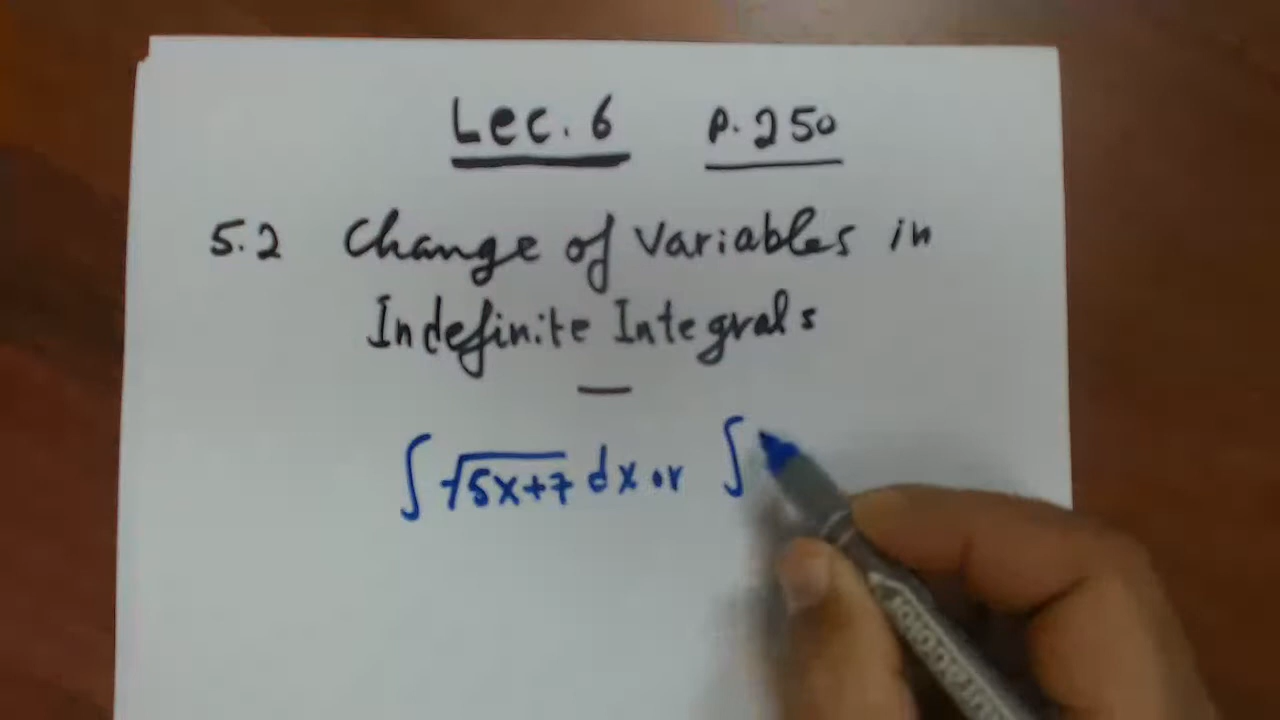 Lec. 6 P. 250
5.2 Change of Variables in
Indefinite Integrals
∫ √5x+7 dx or ∫